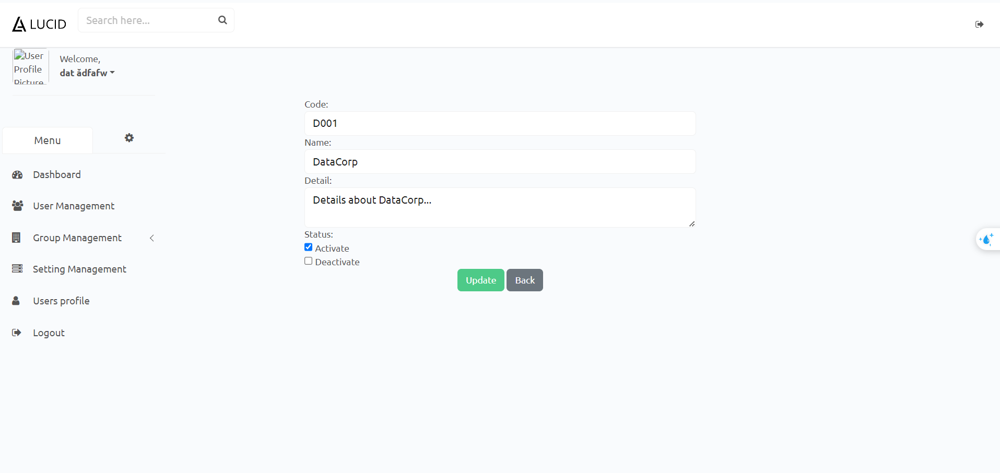 LUCID
Search here...
User
Profile
Picture
Welcome,
dat ădfafw
Menu
Dashboard
User Management
Group Management
Setting Management
Users profile
Logout
Code:
D001
Name:
DataCorp
Detail:
Details about DataCorp...
Status:
Activate
Deactivate
Update Back